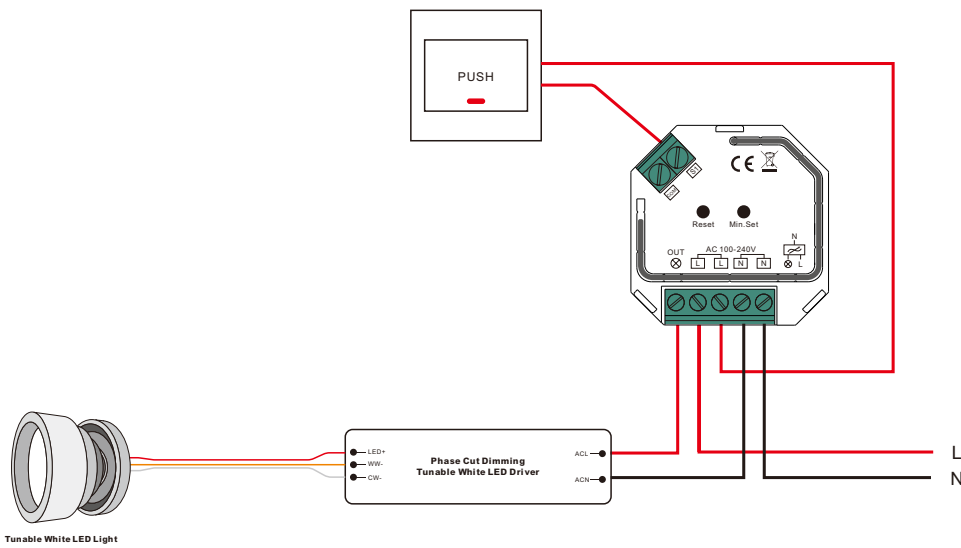 PUSH
S1
CE
Reset
Min.Set
N
OUT
AC 100-240V
L
L
L
N
N
L
LED+
WW-
CW-
Phase Cut Dimming
Tunable White LED Driver
ACL
ACN
L
N
Tunable White LED Light